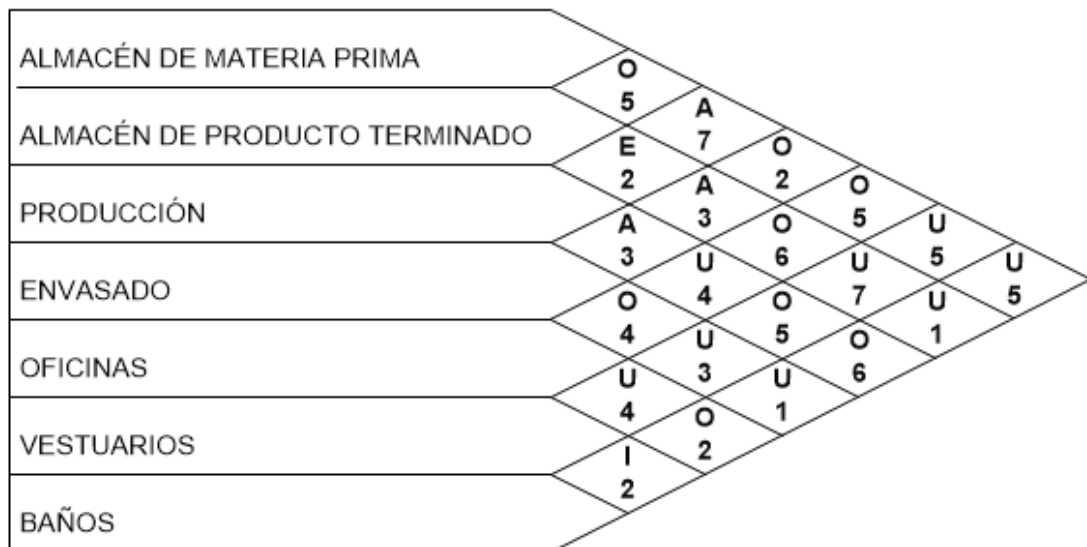 ALMACÉN DE MATERIA PRIMA
ALMACÉN DE PRODUCTO TERMINADO
PRODUCCIÓN
ENVASADO
OFICINAS
VESTUARIOS
BAÑOS
O
5
E
2
A
3
O
4
U
4
I
2
A
7
A
3
U
4
U
3
O
2
O
2
O
6
O
5
U
1
O
5
U
7
O
6
U
5
U
1
U
5